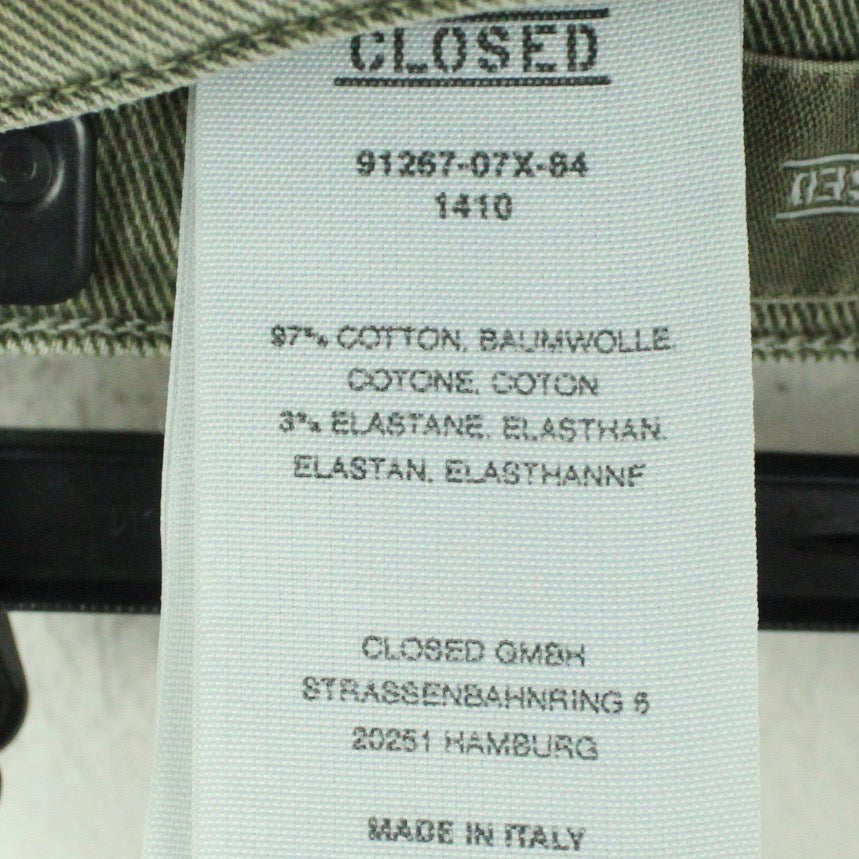 CLOSED
91267-07X-84
1410
97% COTTON, BAUMWOLLE,
COTONE, COTON
3% ELASTANE, ELASTHAN,
ELASTAN, ELASTHANNE
CLOSED GMBH
STRASSENBAHNRING 6
20251 HAMBURG
MADE IN ITALY